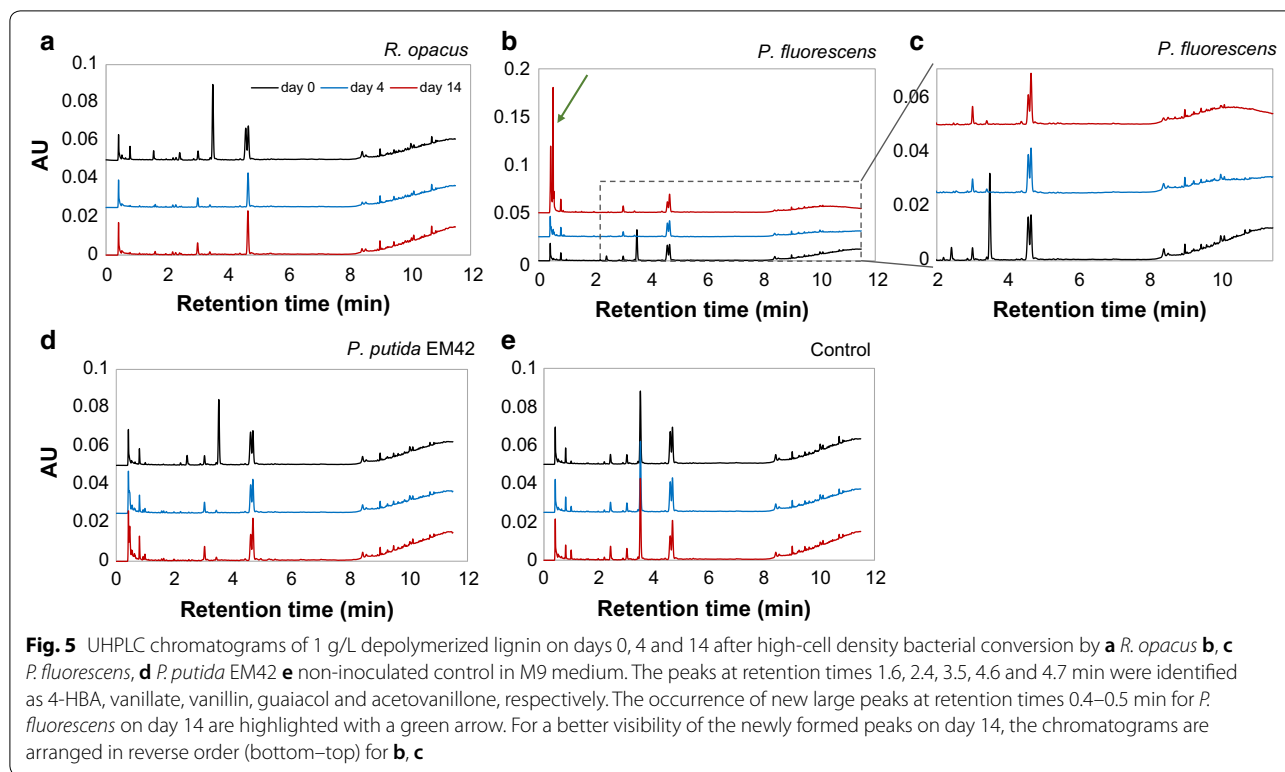 a
R. opacus
0.1
0.08
0.06
0.04
0.02
0
AU
day 0 day 4 day 14
0 2 4 6 8 10 12
Retention time (min)
b
P. fluorescens
0.2
0.15
0.1
0.05
0
0 2 4 6 8 10 12
Retention time (min)
c
P. fluorescens
0.06
0.04
0.02
0
2 4 6 8 10
Retention time (min)
d
P. putida EM42
0.1
0.08
0.06
0.04
0.02
0
AU
0 2 4 6 8 10 12
Retention time (min)
e
Control
0.1
0.08
0.06
0.04
0.02
0
0 2 4 6 8 10 12
Retention time (min)
Fig. 5 UHPLC chromatograms of 1 g/L depolymerized lignin on days 0, 4 and 14 after high-cell density bacterial conversion by a R. opacus b, c
P. fluorescens, d P. putida EM42 e non-inoculated control in M9 medium. The peaks at retention times 1.6, 2.4, 3.5, 4.6 and 4.7 min were identified
as 4-HBA, vanillate, vanillin, guaiacol and acetovanillone, respectively. The occurrence of new large peaks at retention times 0.4–0.5 min for P.
fluorescens on day 14 are highlighted with a green arrow. For a better visibility of the newly formed peaks on day 14, the chromatograms are
arranged in reverse order (bottom–top) for b, c